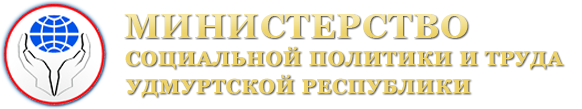 МИНИСТЕРСТВО
СОЦИАЛЬНОЙ ПОЛИТИКИ И ТРУДА
УДМУРТСКОЙ РЕСПУБЛИКИ